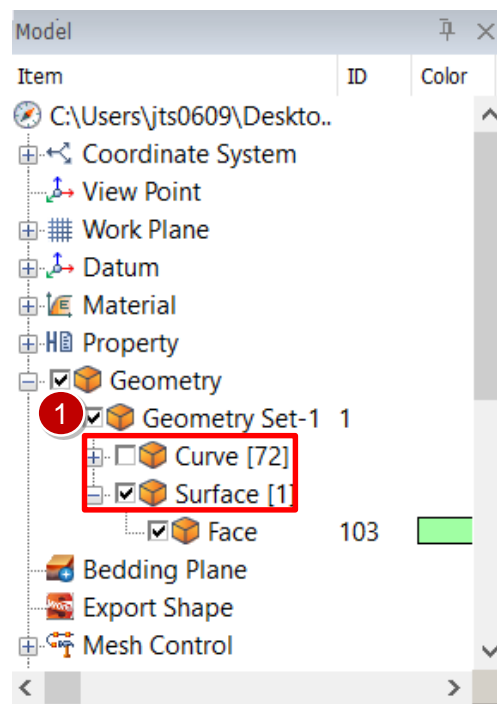 Model
Item ID Color
C:\Users\jts0609\Deskto..
Coordinate System
View Point
Work Plane
Datum
Material
Property
Geometry
1 Geometry Set-1 1
Curve [72]
Surface [1]
Face 103
Bedding Plane
Export Shape
Mesh Control